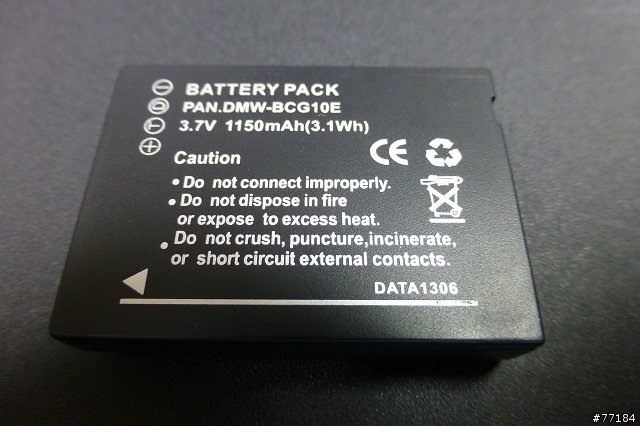 BATTERY PACK
PAN.DMW-BCG10E
3.7V 1150mAh(3.1Wh)
Caution
CE
• Do not connect improperly.
• Do not dispose in fire
or expose to excess heat.
• Do not crush, puncture,incinerate,
or short circuit external contacts.
DATA1306
#77184